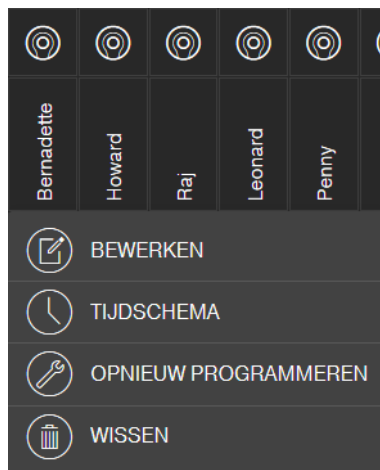 Bernadette
Howard
Raj
Leonard
Penny
BEWERKEN
TIJDSCHEMA
OPNIEUW PROGRAMMEREN
WISSEN